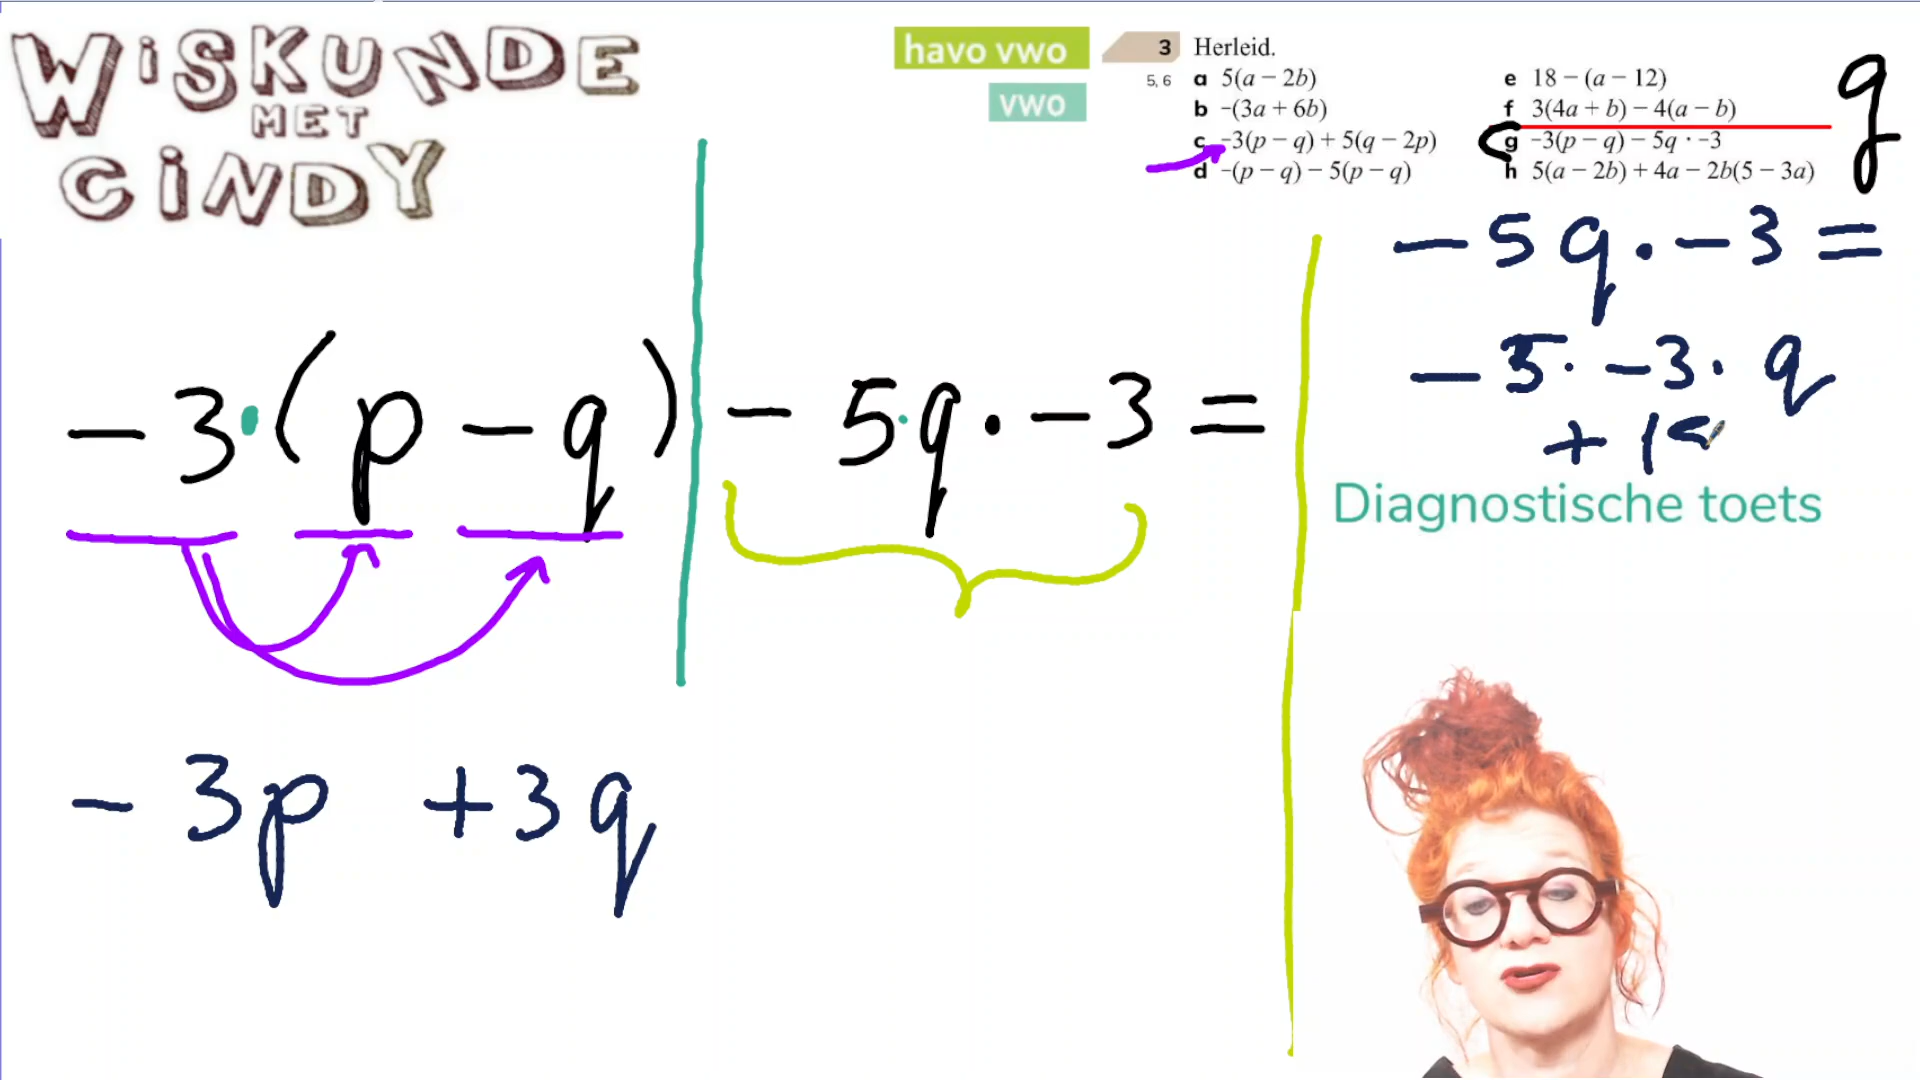 WiSKUNDE
MET
CiNDY
havo vwo
vwo
3 Herleid.
5, 6 a 5(a − 2b)
b -(3a + 6b)
c -3(p − q) + 5(q − 2p)
d -(p − q) − 5(p − q)
e 18 − (a − 12)
f 3(4a + b) − 4(a − b)
g -3(p − q) − 5q · -3
h 5(a − 2b) + 4a − 2b(5 − 3a)
g
− 5q · − 3 =
− 5 · − 3 · q
Diagnostische toets
− 3 · (p − q) − 5 · q · − 3 =
− 3p + 3q